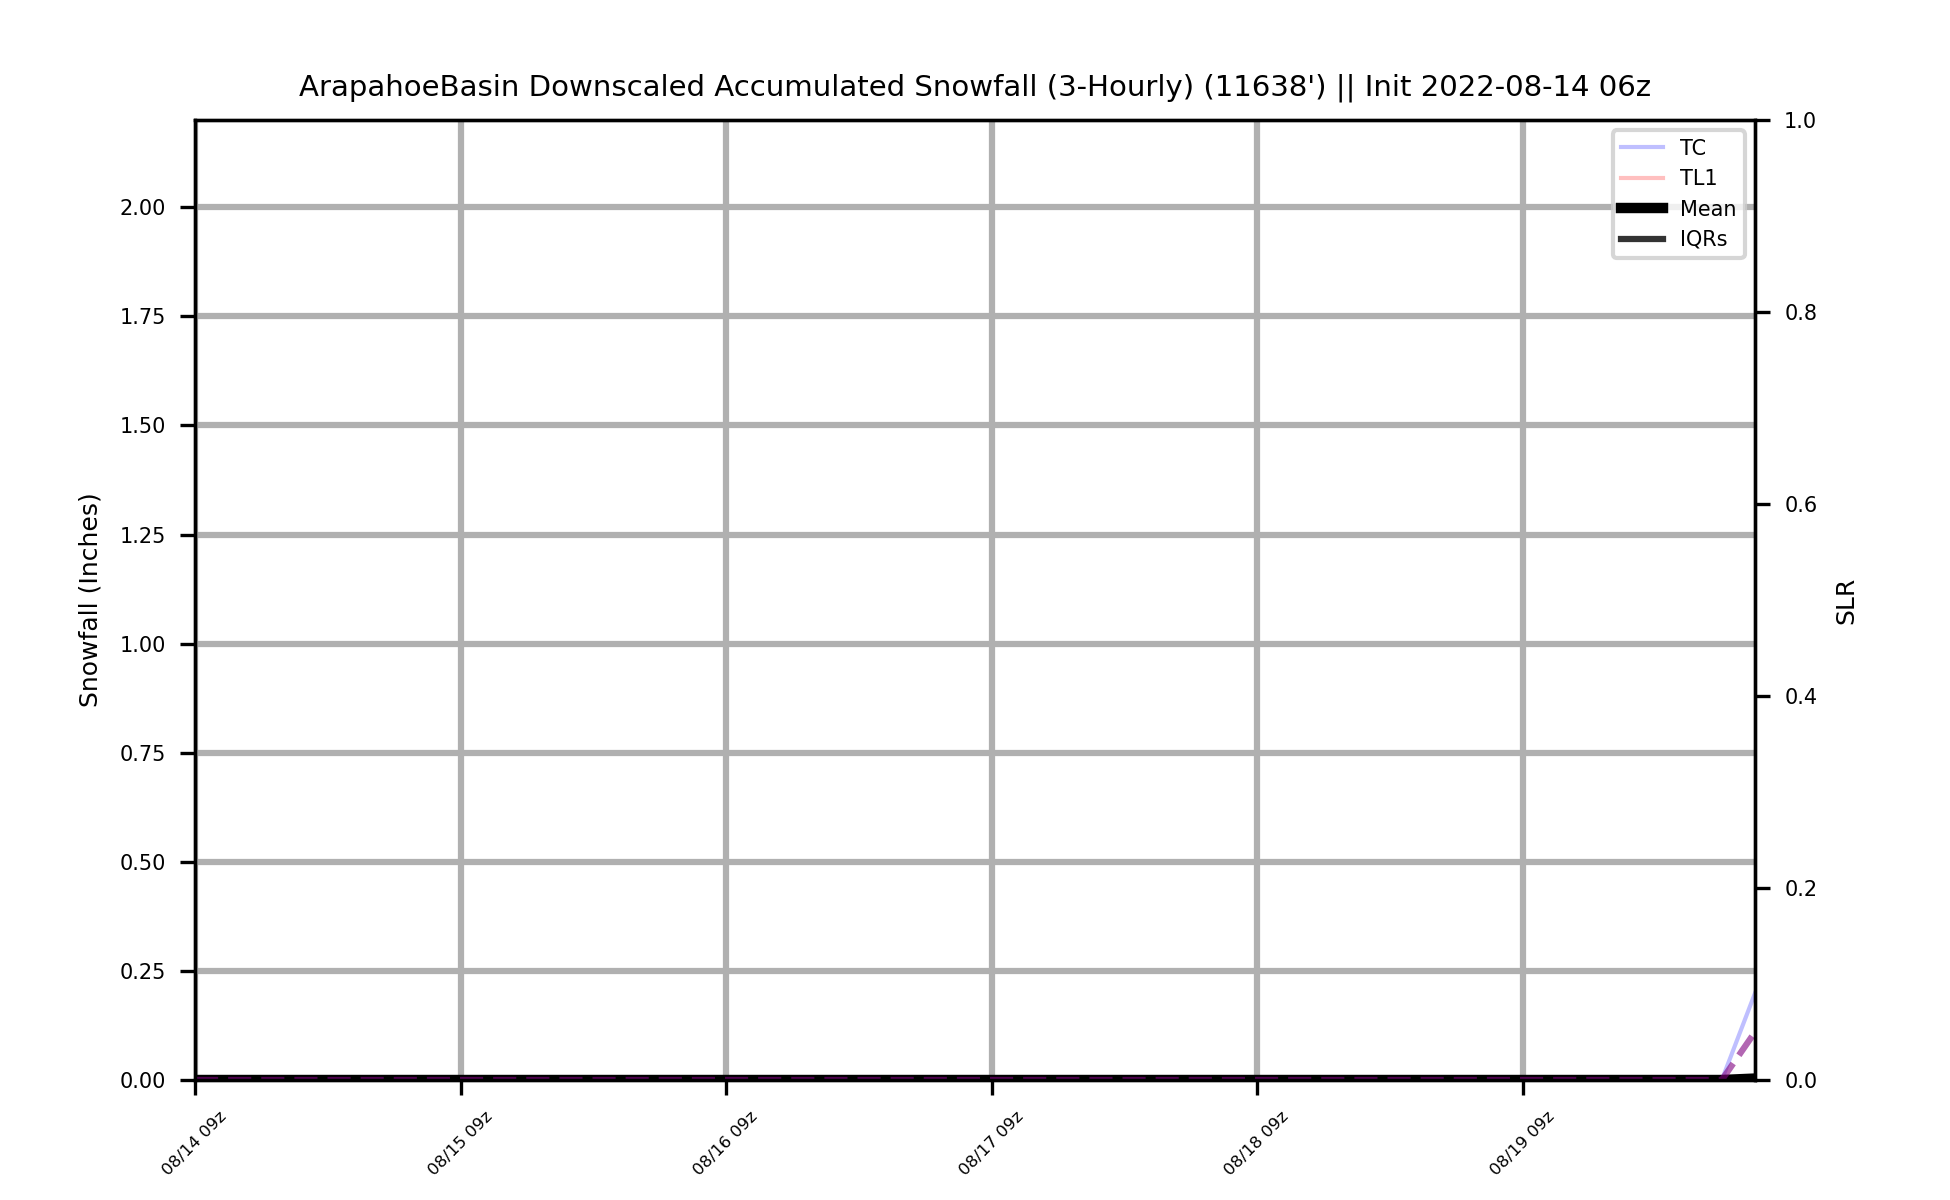 ArapahoeBasin Downscaled Accumulated Snowfall (3-Hourly) (11638') || Init 2022-08-14 06z
TC
TL1
Mean
IQRs
Snowfall (Inches)
2.00
1.75
1.50
1.25
1.00
0.75
0.50
0.25
0.00
1.0
0.8
0.6
0.4
0.2
0.0
SLR
08/14 09z
08/15 09z
08/16 09z
08/17 09z
08/18 09z
08/19 09z